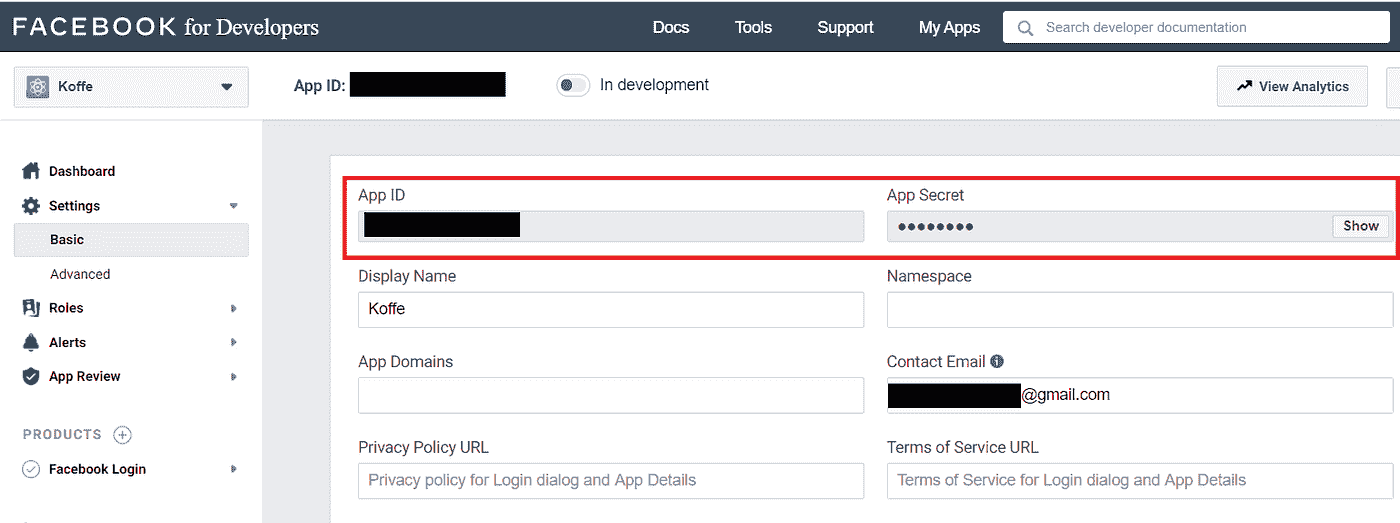 FACEBOOK for Developers Docs Tools Support My Apps Search developer documentation
Koffe App ID: In development View Analytics
Dashboard
Settings
Basic
Advanced
Roles
Alerts
App Review
PRODUCTS
Facebook Login
App ID App Secret
●●●●●●●● Show
Display Name Namespace
Koffe
App Domains Contact Email
@gmail.com
Privacy Policy URL Terms of Service URL
Privacy policy for Login dialog and App Details Terms of Service for Login dialog and App Details